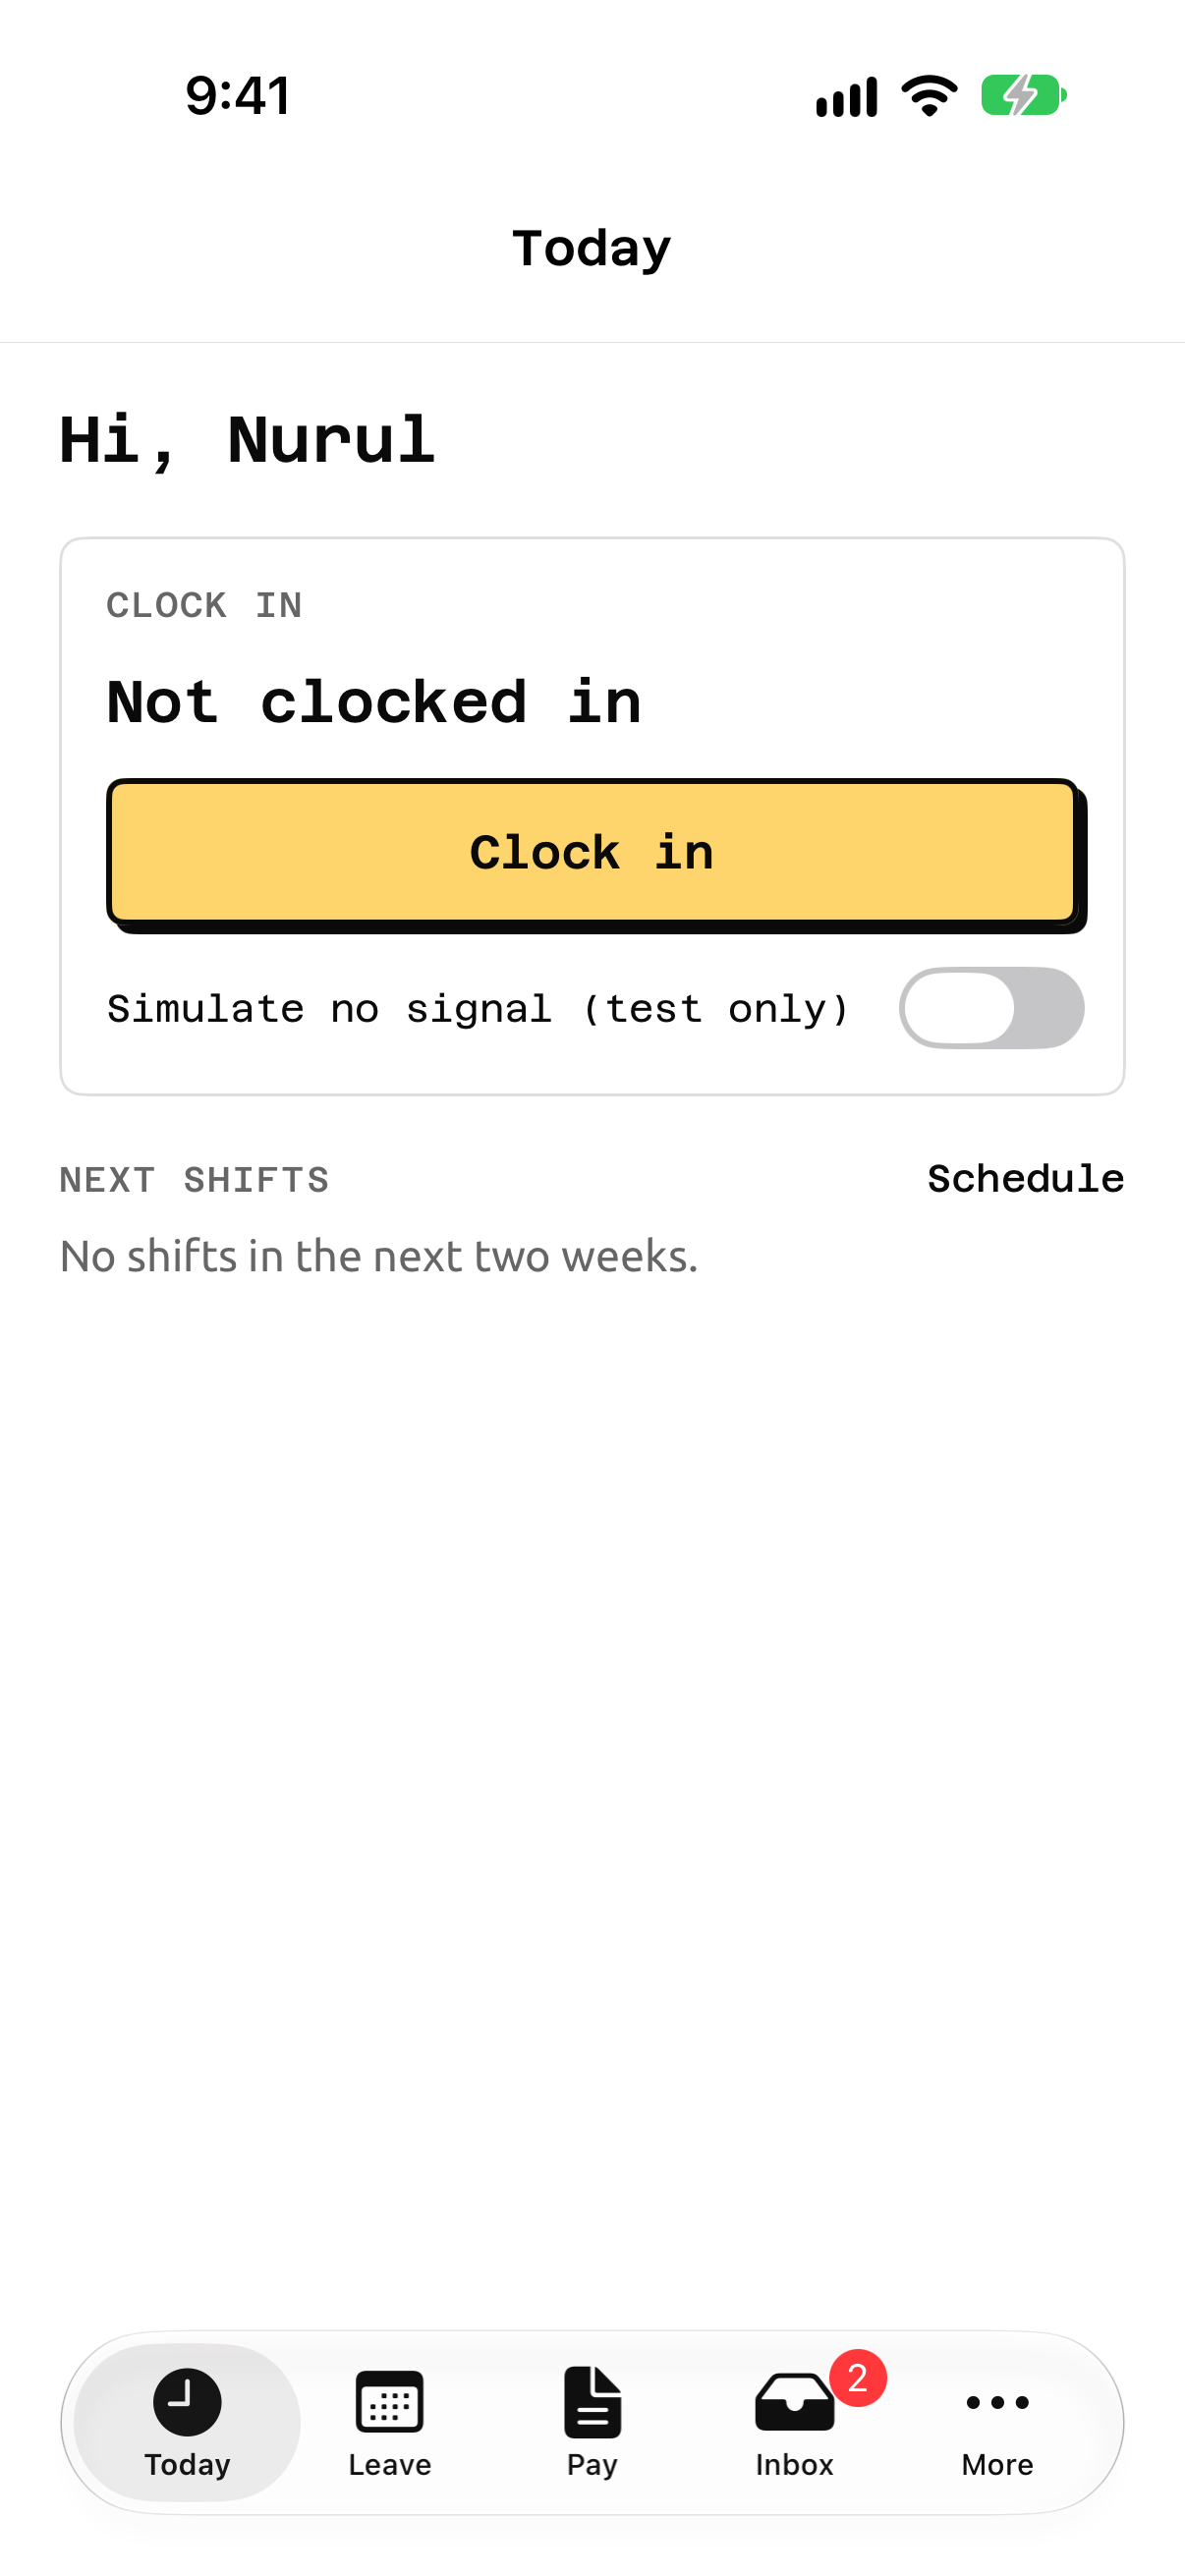 9:41
Today
Hi, Nurul
CLOCK IN
Not clocked in
Clock in
Simulate no signal (test only)
NEXT SHIFTS Schedule
No shifts in the next two weeks.
2
Today Leave Pay Inbox More